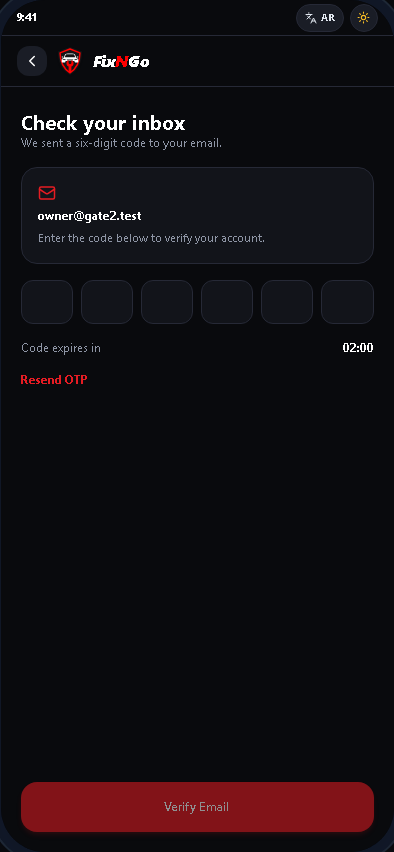 9:41
AR
FixNGo
Check your inbox
We sent a six-digit code to your email.
owner@gate2.test
Enter the code below to verify your account.
Code expires in 02:00
Resend OTP
Verify Email